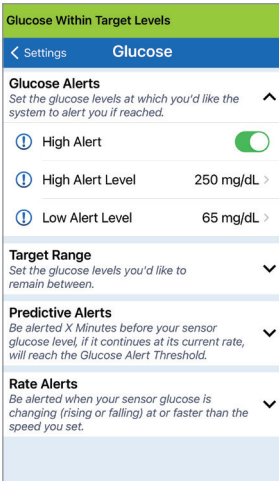 Glucose Within Target Levels
Settings
Glucose
Glucose Alerts
Set the glucose levels at which you'd like the
system to alert you if reached.
High Alert
High Alert Level 250 mg/dL
Low Alert Level 65 mg/dL
Target Range
Set the glucose levels you'd like to
remain between.
Predictive Alerts
Be alerted X Minutes before your sensor
glucose level, if it continues at its current rate,
will reach the Glucose Alert Threshold.
Rate Alerts
Be alerted when your sensor glucose is
changing (rising or falling) at or faster than the
speed you set.